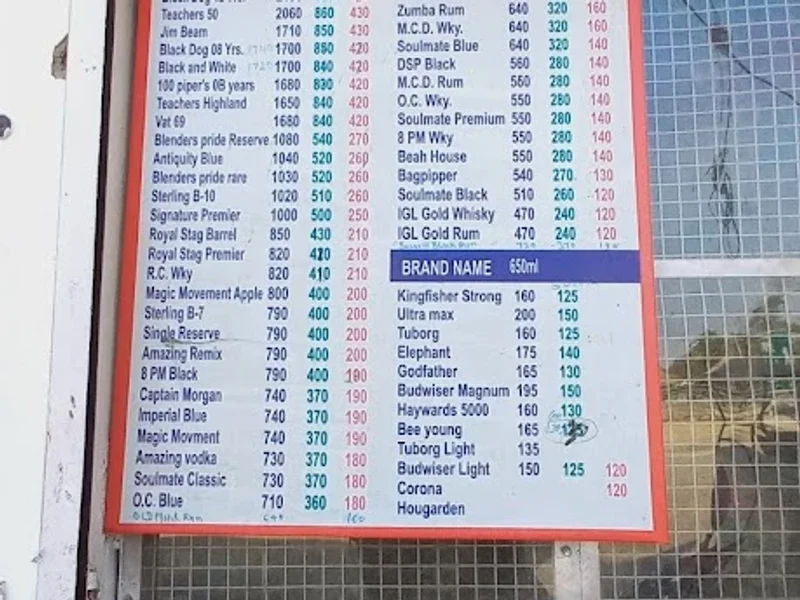 Teachers 50 2060 860 430
Jim Beam 1710 850 430
Black Dog 08 Yrs. 1700 850 420
Black and White 1700 840 420
100 piper's 0B years 1680 830 420
Teachers Highland 1650 840 420
Vat 69 1680 840 420
Blenders pride Reserve 1080 540 270
Antiquity Blue 1040 520 260
Blenders pride rare 1030 520 260
Sterling B-10 1020 510 260
Signature Premier 1000 500 250
Royal Stag Barrel 850 430 210
Royal Stag Premier 820 420 210
R.C. Wky 820 410 210
Magic Movement Apple 800 400 200
Sterling B-7 790 400 200
Single Reserve 790 400 200
Amazing Remix 790 400 200
8 PM Black 790 400 190
Captain Morgan 740 370 190
Imperial Blue 740 370 190
Magic Movment 740 370 190
Amazing vodka 730 370 180
Soulmate Classic 730 370 180
O.C. Blue 710 360 180
Zumba Rum 640 320 160
M.C.D. Wky. 640 320 160
Soulmate Blue 640 320 140
DSP Black 560 280 140
M.C.D. Rum 550 280 140
O.C. Wky. 550 280 140
Soulmate Premium 550 280 140
8 PM Wky 550 280 140
Beah House 550 280 140
Bagpipper 540 270 130
Soulmate Black 510 260 120
IGL Gold Whisky 470 240 120
IGL Gold Rum 470 240 120
BRAND NAME 650ml
Kingfisher Strong 160 125
Ultra max 200 150
Tuborg 160 125
Elephant 175 140
Godfather 165 130
Budwiser Magnum 195 150
Haywards 5000 160 130
Bee young 165
Tuborg Light 135
Budwiser Light 150 125 120
Corona 120
Hougarden